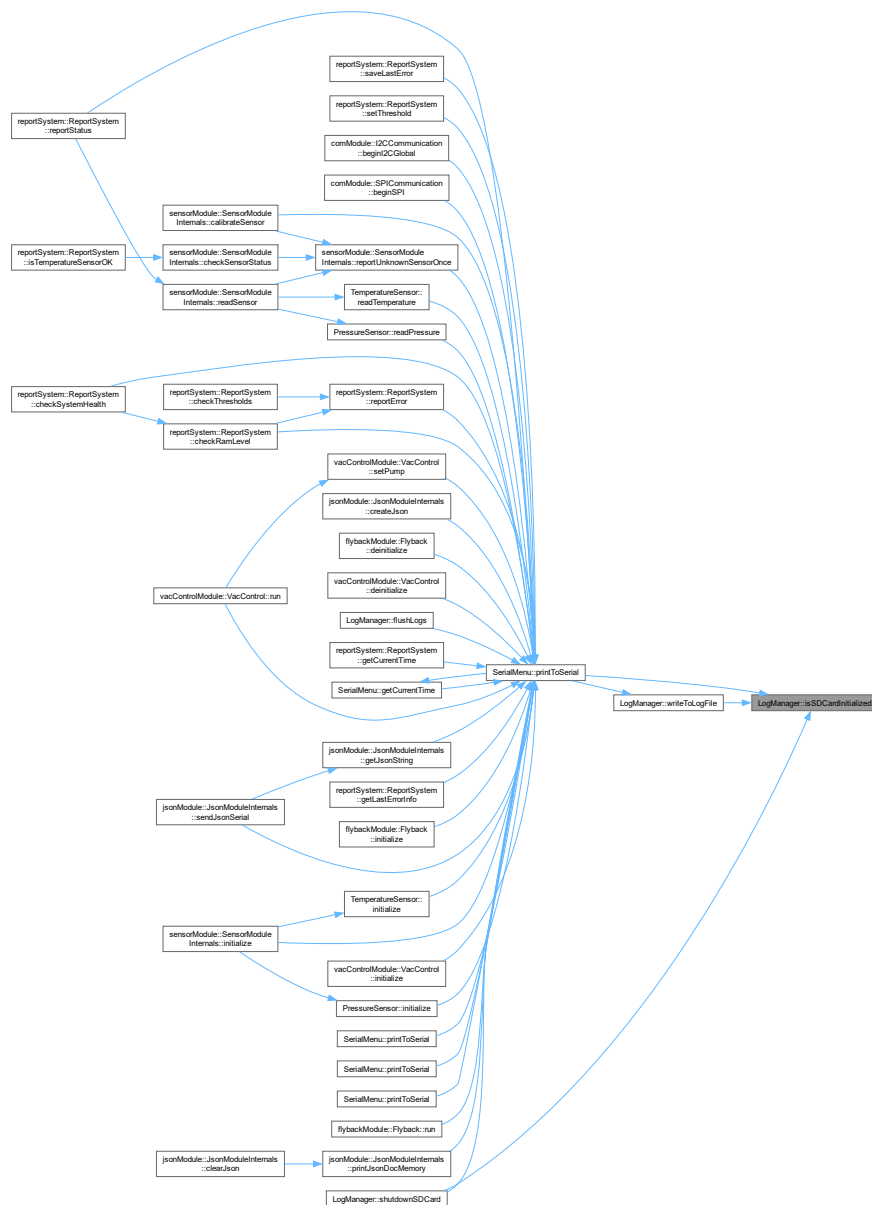 reportSystem::ReportSystem
::saveLastError
reportSystem::ReportSystem
::setThreshold
reportSystem::ReportSystem
::reportStatus
comModule::I2CCommunication
::beginI2CGlobal
comModule::SPICommunication
::beginSPI
sensorModule::SensorModule
Internals::calibrateSensor
reportSystem::ReportSystem
::isTemperatureSensorOK
sensorModule::SensorModule
Internals::checkSensorStatus
sensorModule::SensorModule
Internals::reportUnknownSensorOnce
sensorModule::SensorModule
Internals::readSensor
TemperatureSensor::
readTemperature
PressureSensor::readPressure
reportSystem::ReportSystem
::checkSystemHealth
reportSystem::ReportSystem
::checkThresholds
reportSystem::ReportSystem
::reportError
reportSystem::ReportSystem
::checkRamLevel
vacControlModule::VacControl
::setPump
jsonModule::JsonModuleInternals
::createJson
flybackModule::Flyback
::deinitialize
vacControlModule::VacControl::run
vacControlModule::VacControl
::deinitialize
LogManager::flushLogs
reportSystem::ReportSystem
::getCurrentTime
SerialMenu::getCurrentTime
SerialMenu::printToSerial
LogManager::writeToLogFile
LogManager::isSDCardInitialized
jsonModule::JsonModuleInternals
::getJsonString
reportSystem::ReportSystem
::getLastErrorInfo
jsonModule::JsonModuleInternals
::sendJsonSerial
flybackModule::Flyback
::initialize
TemperatureSensor::
initialize
sensorModule::SensorModule
Internals::initialize
vacControlModule::VacControl
::initialize
PressureSensor::initialize
SerialMenu::printToSerial
SerialMenu::printToSerial
SerialMenu::printToSerial
flybackModule::Flyback::run
jsonModule::JsonModuleInternals
::clearJson
jsonModule::JsonModuleInternals
::printJsonDocMemory
LogManager::shutdownSDCard